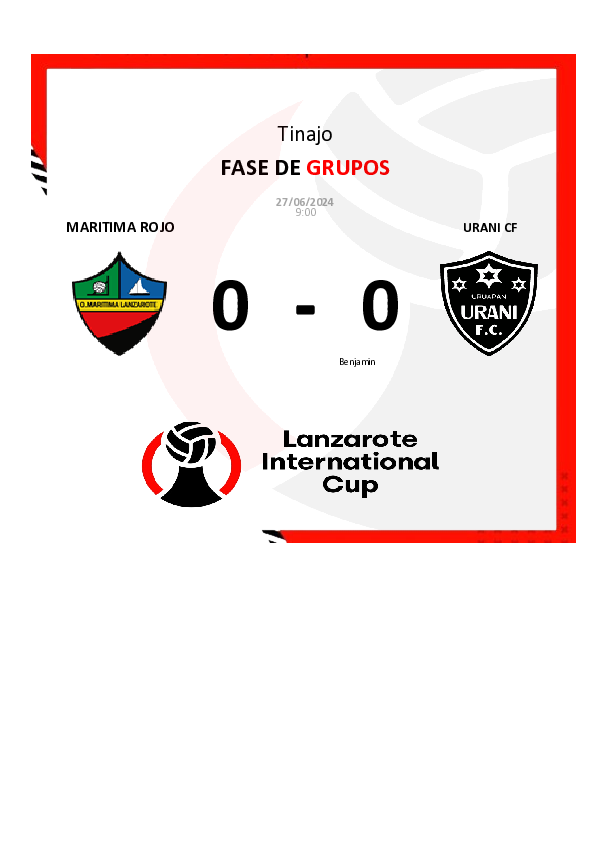 Tinajo
FASE DE GRUPOS
27/06/2024
9:00
MARITIMA ROJO
URANI CF
O. MARITIMA LANZAROTE
0 - 0
URUAPAN
URANI
F.C.
Benjamin
Lanzarote
International
Cup